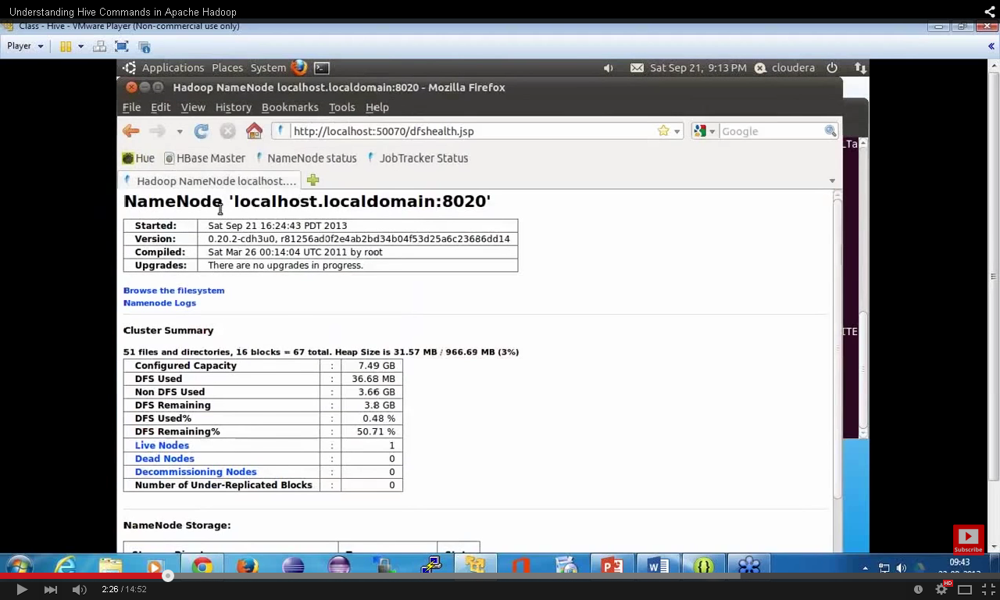 Understanding Hive Commands in Apache Hadoop
Class - Hive - VMware Player (Non-commercial use only)
Player
Applications Places System Sat Sep 21, 9:13 PM cloudera
Hadoop NameNode localhost.localdomain:8020 - Mozilla Firefox
File Edit View History Bookmarks Tools Help
http://localhost:50070/dfshealth.jsp Google
Hue HBase Master NameNode status JobTracker Status
Hadoop NameNode localhost....
NameNode 'localhost.localdomain:8020'
Started: Sat Sep 21 16:24:43 PDT 2013
Version: 0.20.2-cdh3u0, r81256ad0f2e4ab2bd34b04f53d25a6c23686dd14
Compiled: Sat Mar 26 00:14:04 UTC 2011 by root
Upgrades: There are no upgrades in progress.
Browse the filesystem
Namenode Logs
Cluster Summary
51 files and directories, 16 blocks = 67 total. Heap Size is 31.57 MB / 966.69 MB (3%)
Configured Capacity : 7.49 GB
DFS Used : 36.68 MB
Non DFS Used : 3.66 GB
DFS Remaining : 3.8 GB
DFS Used% : 0.48 %
DFS Remaining% : 50.71 %
Live Nodes : 1
Dead Nodes : 0
Decommissioning Nodes : 0
Number of Under-Replicated Blocks : 0
NameNode Storage:
Subscribe
09:43
2:26 / 14:52
HD